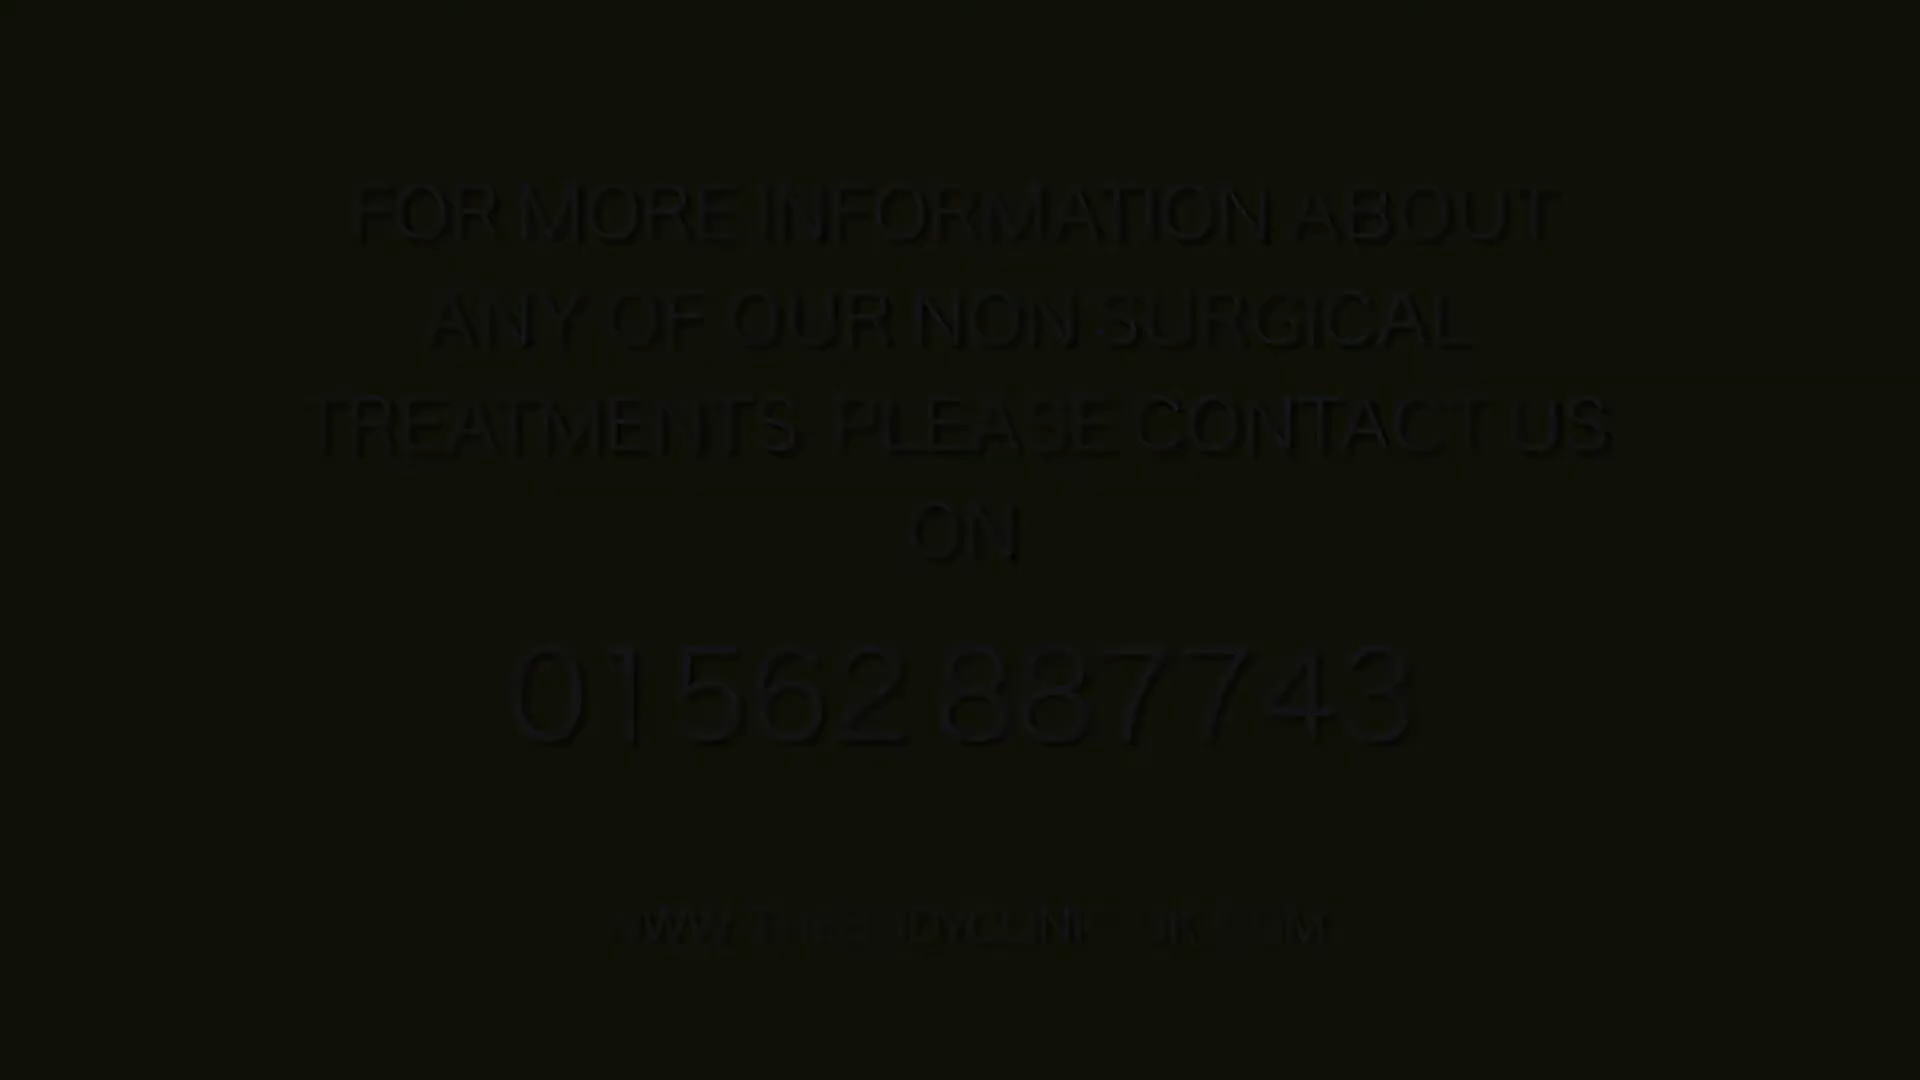 FOR MORE INFORMATION ABOUT
ANY OF OUR NON SURGICAL
TREATMENTS PLEASE CONTACT US
ON
01562 887743